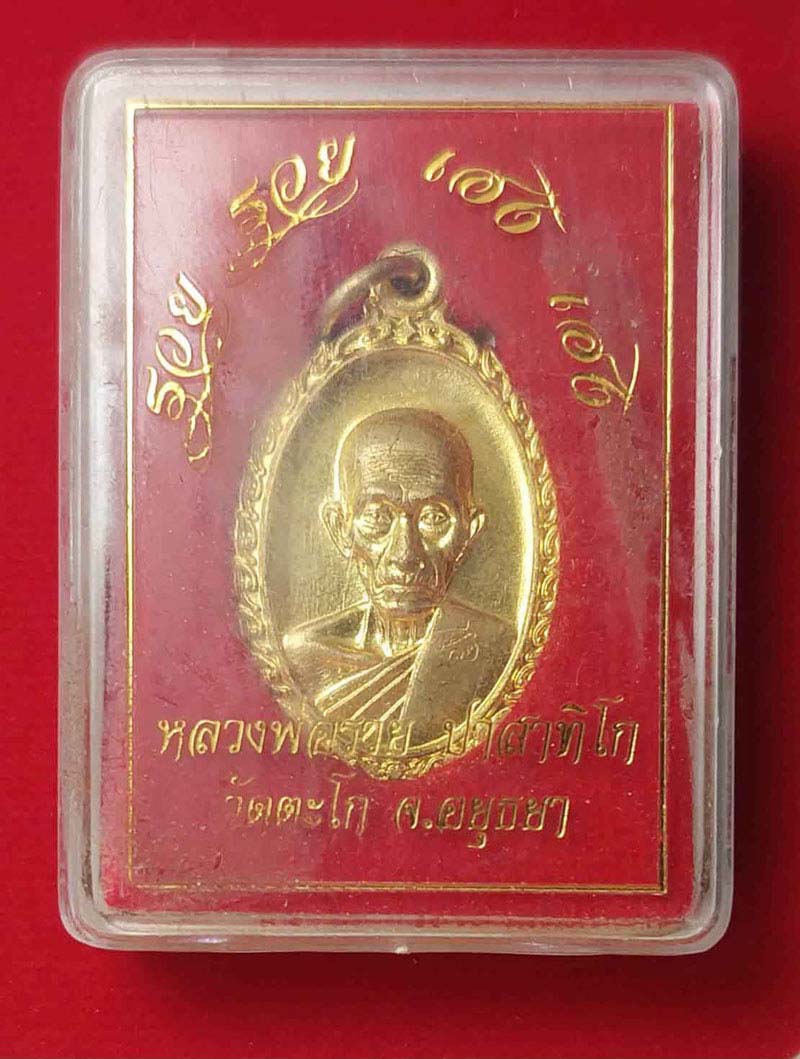 รวย รวย เฮง เฮง
หลวงพ่อรวย ปาสาทิโก
วัดตะโก จ.อยุธยา